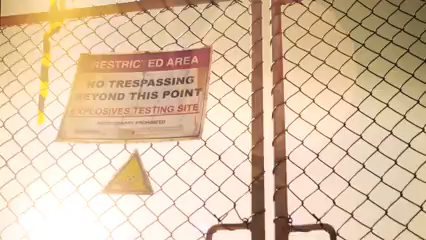 RESTRICTED AREA
NO TRESPASSING
BEYOND THIS POINT
EXPLOSIVES TESTING SITE